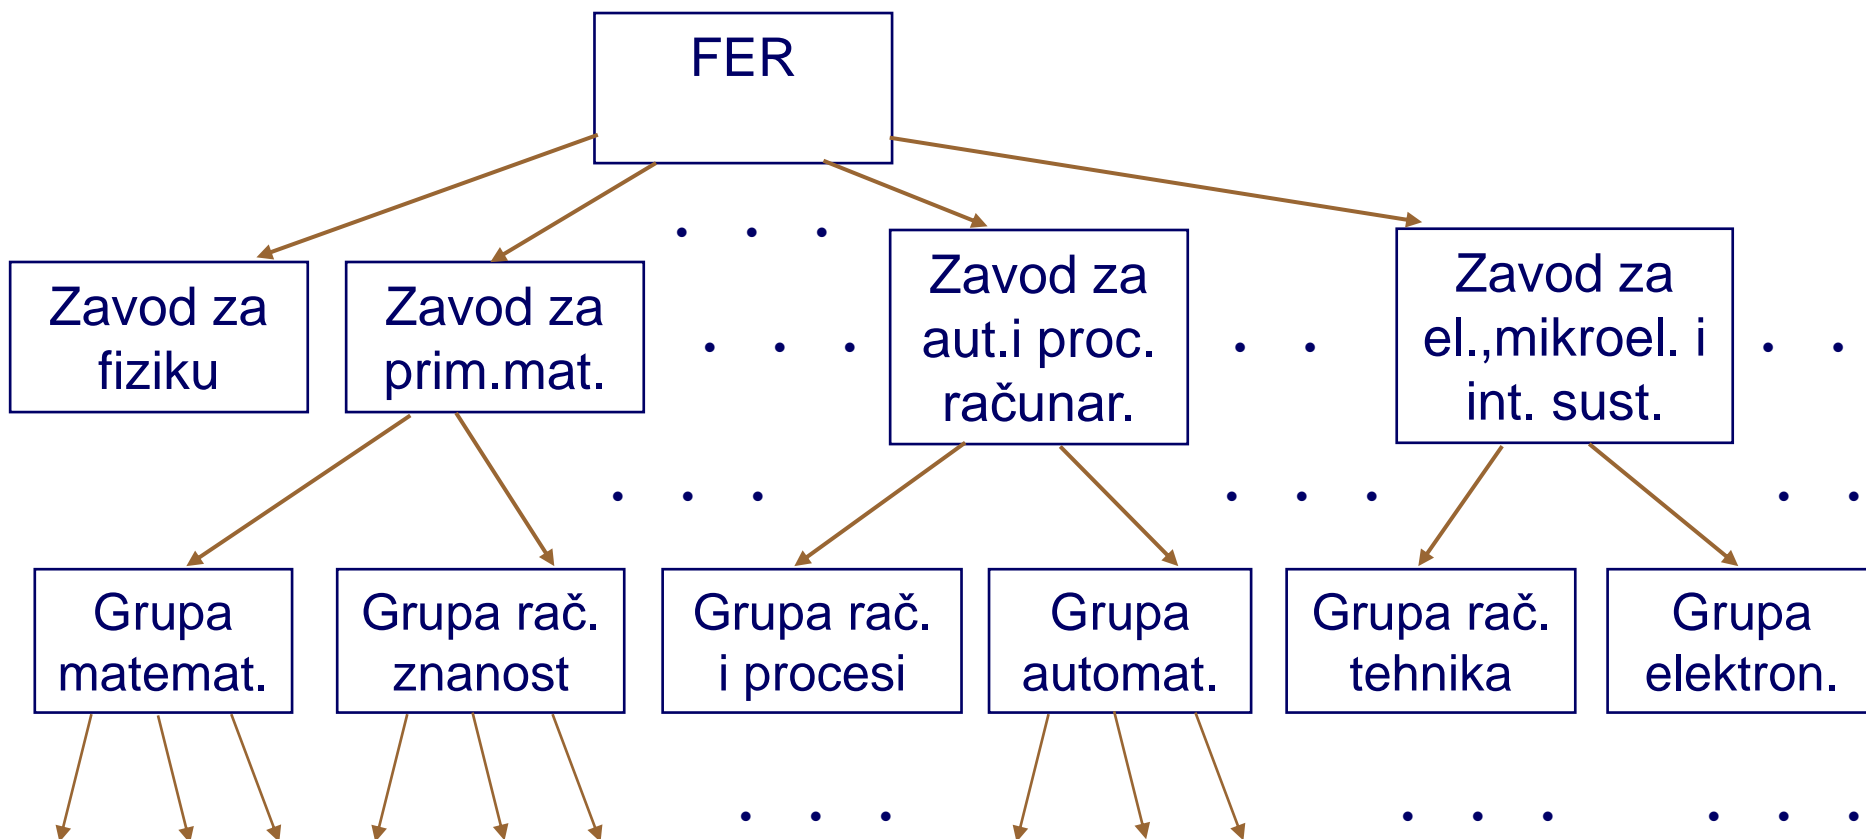 FER
Zavod za
fiziku
Zavod za
prim.mat.
Zavod za
aut.i proc.
računar.
Zavod za
el.,mikroel. i
int. sust.
Grupa
matemat.
Grupa rač.
znanost
Grupa rač.
i procesi
Grupa
automat.
Grupa rač.
tehnika
Grupa
elektron.